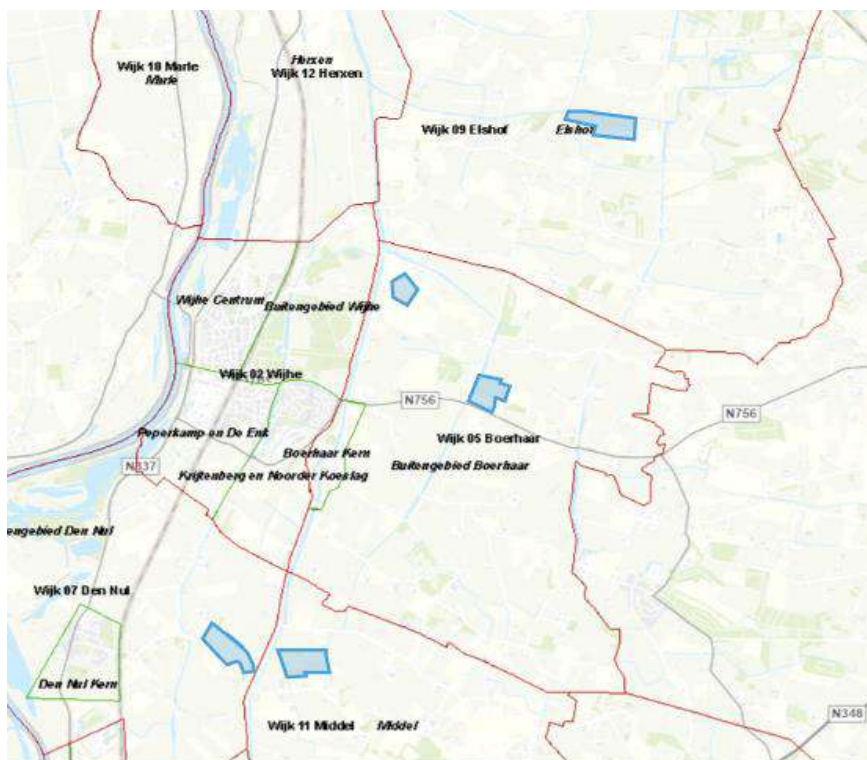 Wijk 10 Marle
Marle
Herxen
Wijk 12 Herxen
Wijk 09 Elshof
Elshof
Wijhe Centrum
Buitengebied Wijhe
Wijk 02 Wijhe
N756
N756
Peperkamp en De Enk
Boerhaar Kern
Wijk 05 Boerhaar
Buitengebied Boerhaar
N337
Krijtenberg en Noorder Koeslag
engebied Den Nul
Wijk 07 Den Nul
Den Nul Kern
Wijk 11 Middel
Middel
N348